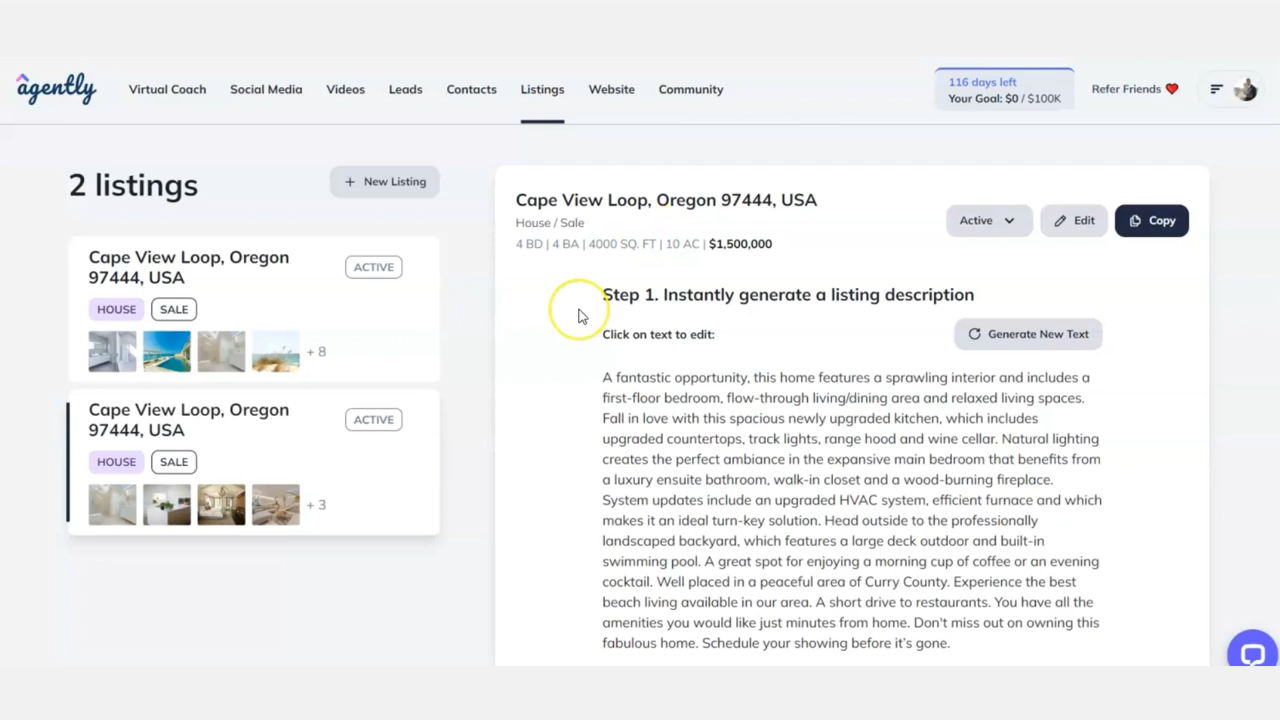 agently
Virtual Coach
Social Media
Videos
Leads
Contacts
Listings
Website
Community
116 days left
Your Goal: $0 / $100K
Refer Friends
2 listings
+ New Listing
Cape View Loop, Oregon
97444, USA
ACTIVE
HOUSE
SALE
+ 8
Cape View Loop, Oregon
97444, USA
ACTIVE
HOUSE
SALE
+ 3
Cape View Loop, Oregon 97444, USA
House / Sale
4 BD | 4 BA | 4000 SQ. FT | 10 AC | $1,500,000
Active
Edit
Copy
Step 1. Instantly generate a listing description
Click on text to edit:
Generate New Text
A fantastic opportunity, this home features a sprawling interior and includes a
first-floor bedroom, flow-through living/dining area and relaxed living spaces.
Fall in love with this spacious newly upgraded kitchen, which includes
upgraded countertops, track lights, range hood and wine cellar. Natural lighting
creates the perfect ambiance in the expansive main bedroom that benefits from
a luxury ensuite bathroom, walk-in closet and a wood-burning fireplace.
System updates include an upgraded HVAC system, efficient furnace and which
makes it an ideal turn-key solution. Head outside to the professionally
landscaped backyard, which features a large deck outdoor and built-in
swimming pool. A great spot for enjoying a morning cup of coffee or an evening
cocktail. Well placed in a peaceful area of Curry County. Experience the best
beach living available in our area. A short drive to restaurants. You have all the
amenities you would like just minutes from home. Don't miss out on owning this
fabulous home. Schedule your showing before it's gone.